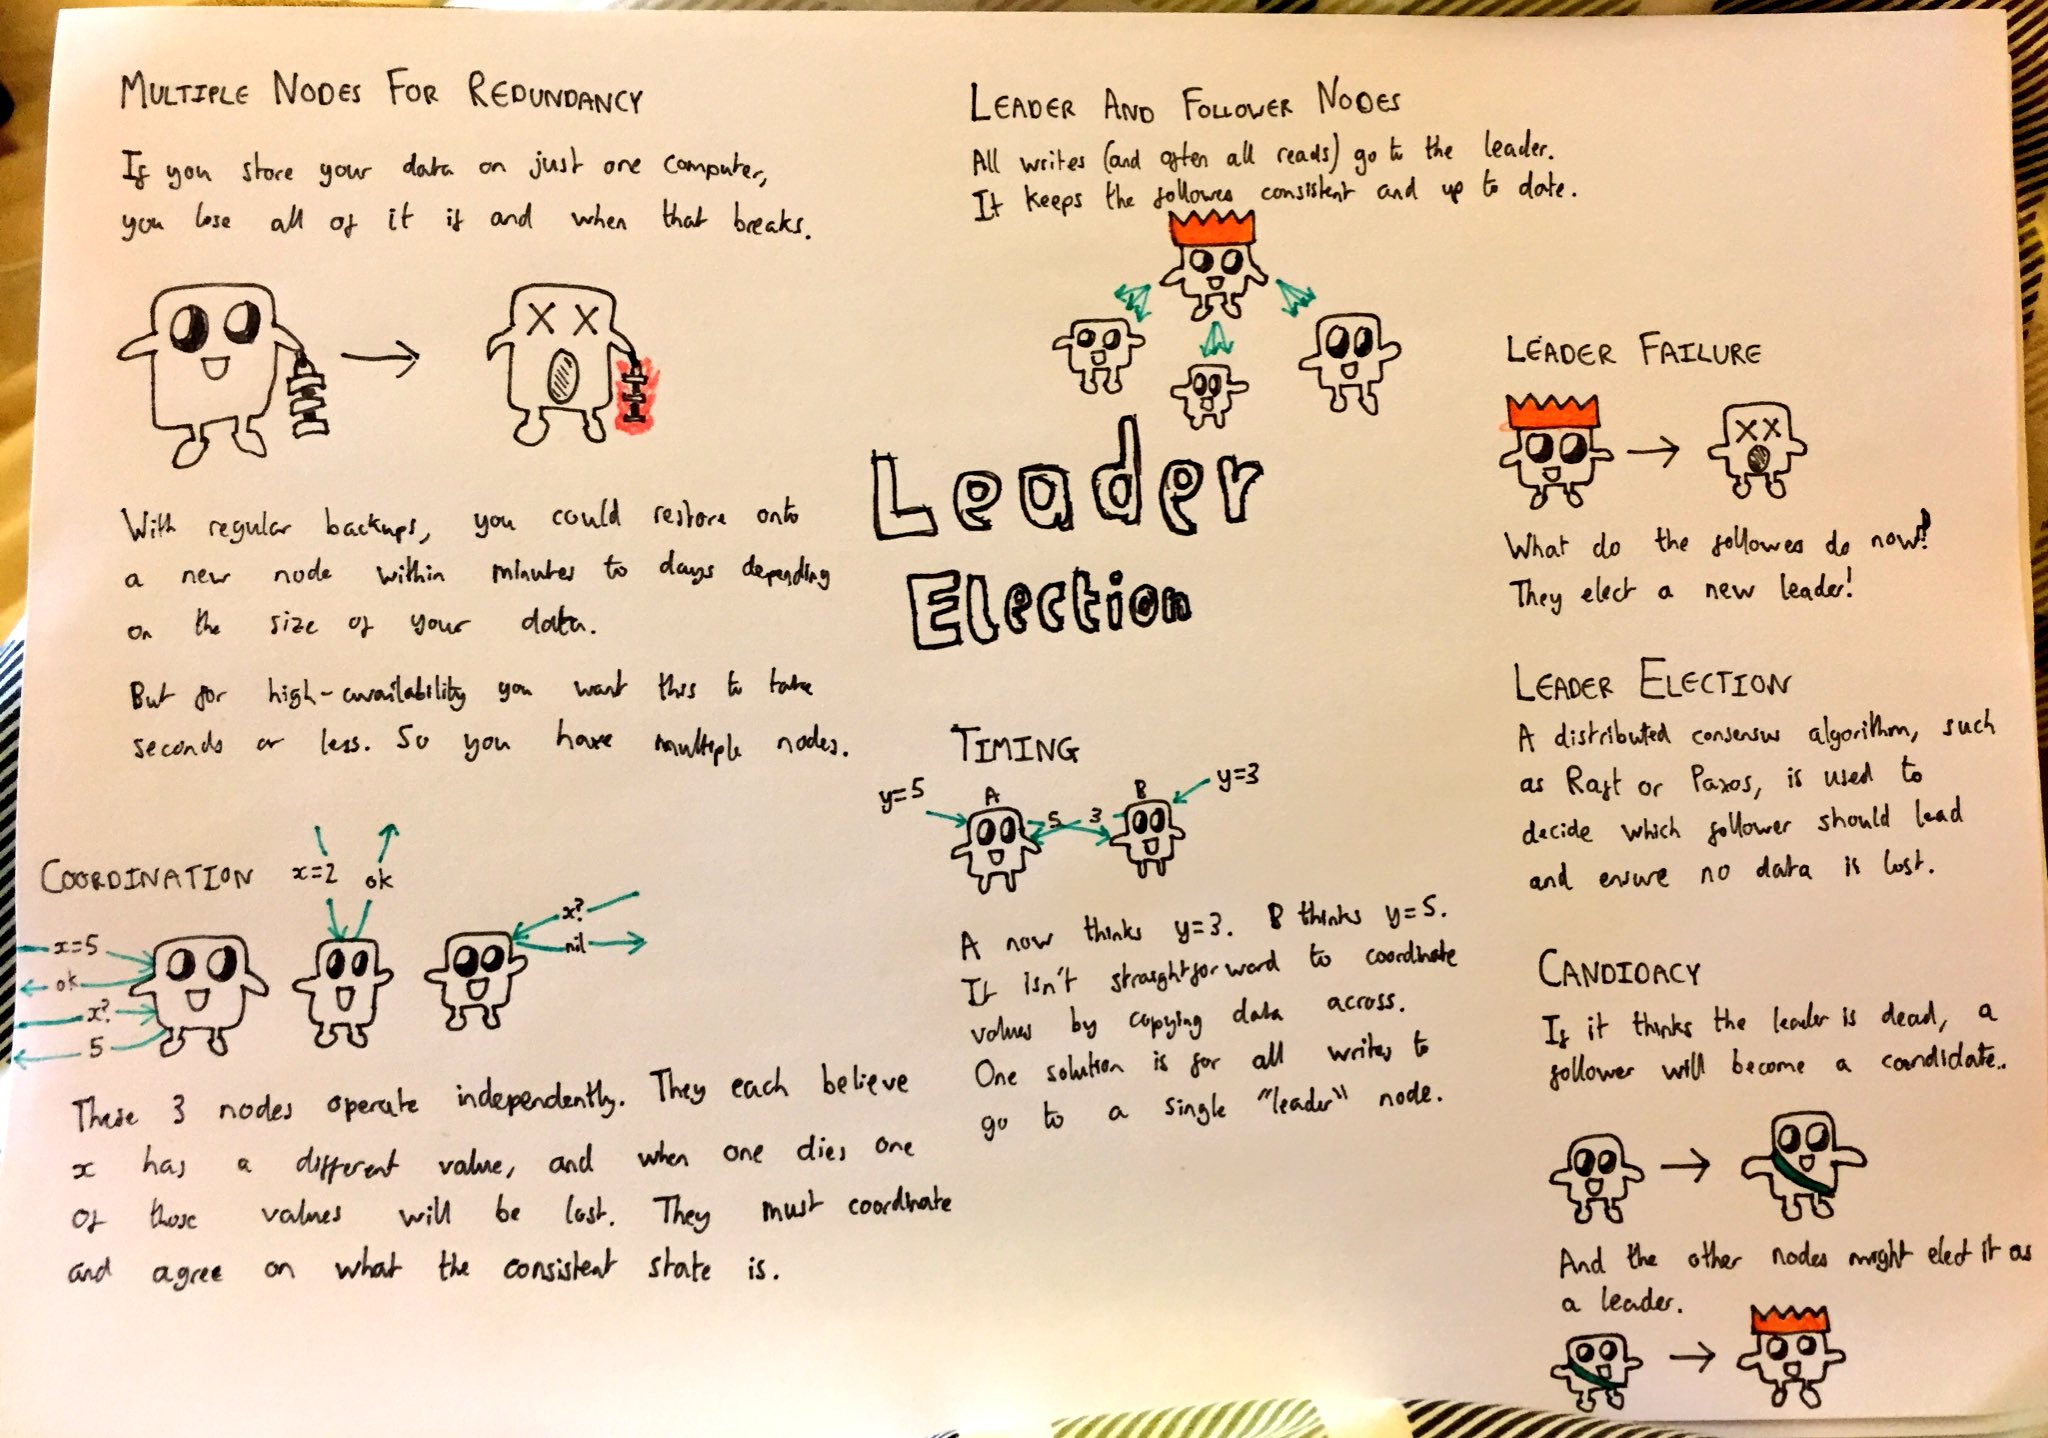 MULTIPLE NODES FOR REDUNDANCY
If you store your data on just one computer,
you lose all of it if and when that breaks.
With regular backups, you could restore onto
a new node within minutes to days depending
on the size of your data.
But for high-availability you want this to take
seconds or less. So you have multiple nodes.
COORDINATION
x=2
ok
x=5
ok
x?
5
x?
nil
These 3 nodes operate independently. They each believe
x has a different value, and when one dies one
of those values will be lost. They must coordinate
and agree on what the consistent state is.
Leader
Election
LEADER AND FOLLOWER NODES
All writes (and often all reads) go to the leader.
It keeps the followers consistent and up to date.
TIMING
y=5
A
5
3
B
y=3
A now thinks y=3. B thinks y=5.
It isn't straightforward to coordinate
values by copying data across.
One solution is for all writes to
go to a single "leader" node.
LEADER FAILURE
What do the followers do now?
They elect a new leader!
LEADER ELECTION
A distributed consensus algorithm, such
as Raft or Paxos, is used to
decide which follower should lead
and ensure no data is lost.
CANDIDACY
If it thinks the leader is dead, a
follower will become a candidate..
And the other nodes might elect it as
a leader.